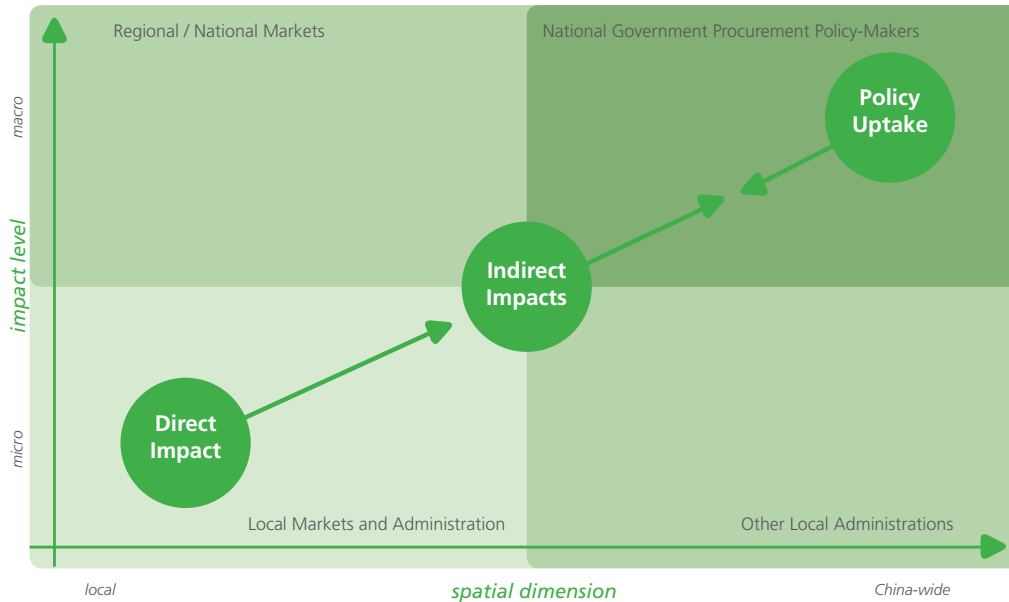 Regional / National Markets
National Government Procurement Policy-Makers
macro
Policy
Uptake
impact level
Indirect
Impacts
Direct
Impact
micro
Local Markets and Administration
Other Local Administrations
local
spatial dimension
China-wide